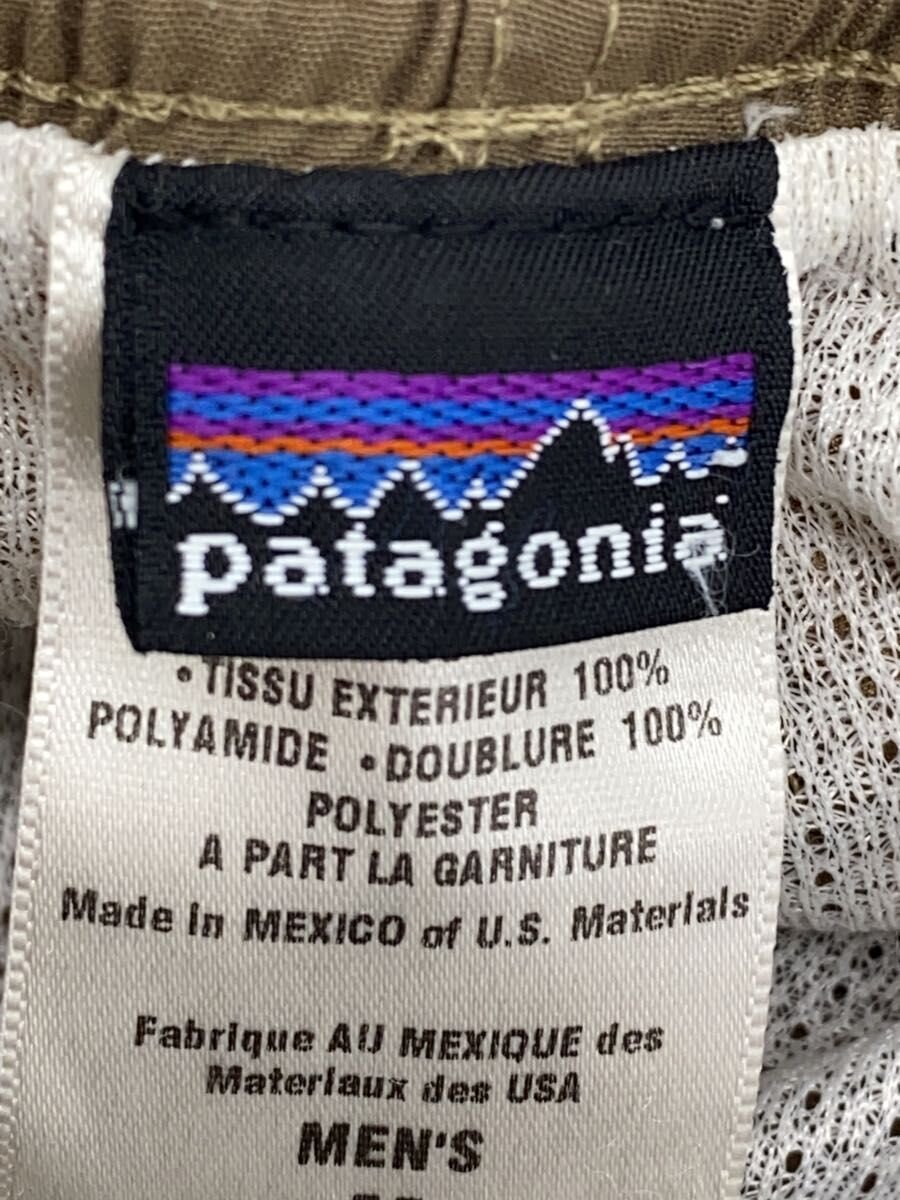 patagonia
• TISSU EXTERIEUR 100%
POLYAMIDE • DOUBLURE 100%
POLYESTER
A PART LA GARNITURE
Made in MEXICO of U.S. Materials
Fabrique AU MEXIQUE des
Materiaux des USA
MEN'S